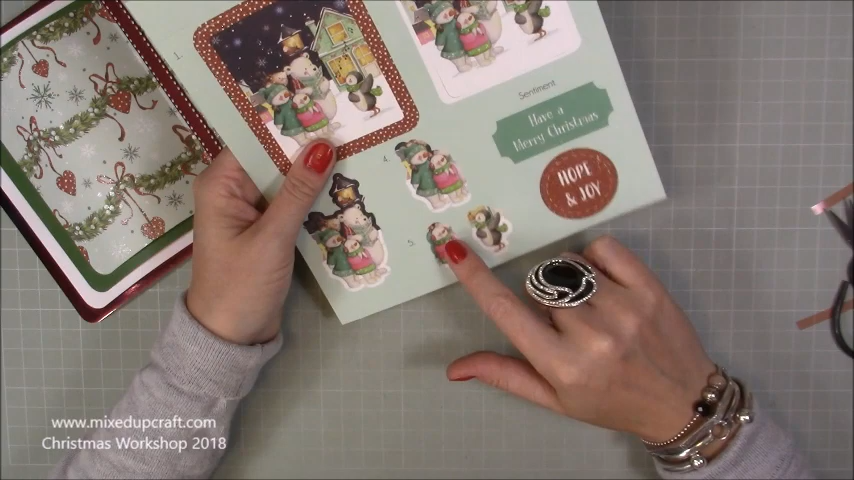 1.
Sentiment
Have a
Merry Christmas
4.
HOPE
& JOY
5.
www.mixedupcraft.com
Christmas Workshop 2018